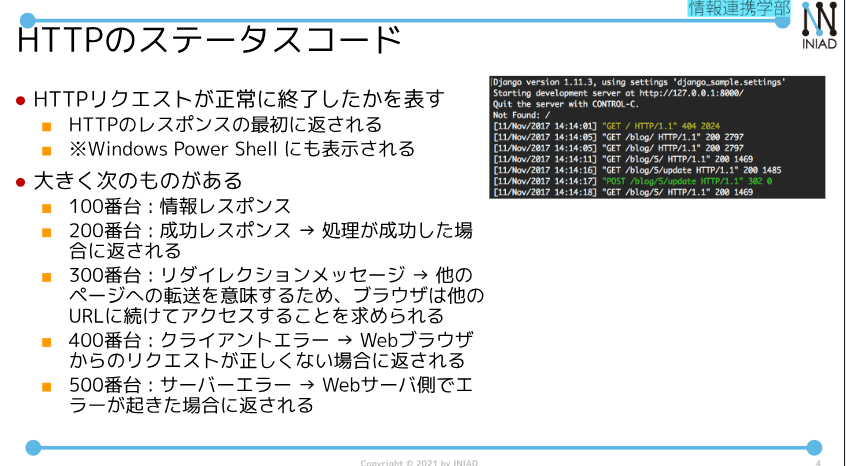 情報連携学部
INIAD
HTTPのステータスコード
HTTPリクエストが正常に終了したかを表す
HTTPのレスポンスの最初に返される
※Windows Power Shell にも表示される
大きく次のものがある
100番台：情報レスポンス
200番台：成功レスポンス → 処理が成功した場
合に返される
300番台：リダイレクションメッセージ → 他の
ページへの転送を意味するため、ブラウザは他の
URLに続けてアクセスすることを求められる
400番台：クライアントエラー → Webブラウザ
からのリクエストが正しくない場合に返される
500番台：サーバーエラー → Webサーバ側でエ
ラーが起きた場合に返される
Django version 1.11.3, using settings 'django_sample.settings'
Starting development server at http://127.0.0.1:8000/
Quit the server with CONTROL-C.
Not Found: /
[11/Nov/2017 14:14:01] "GET / HTTP/1.1" 404 2024
[11/Nov/2017 14:14:05] "GET /blog/ HTTP/1.1" 200 2797
[11/Nov/2017 14:14:05] "GET /blog/ HTTP/1.1" 200 2797
[11/Nov/2017 14:14:11] "GET /blog/5/ HTTP/1.1" 200 1469
[11/Nov/2017 14:14:16] "GET /blog/5/update HTTP/1.1" 200 1485
[11/Nov/2017 14:14:17] "POST /blog/5/update HTTP/1.1" 302 0
[11/Nov/2017 14:14:18] "GET /blog/5/ HTTP/1.1" 200 1469
Copyright © 2021 by INIAD
4